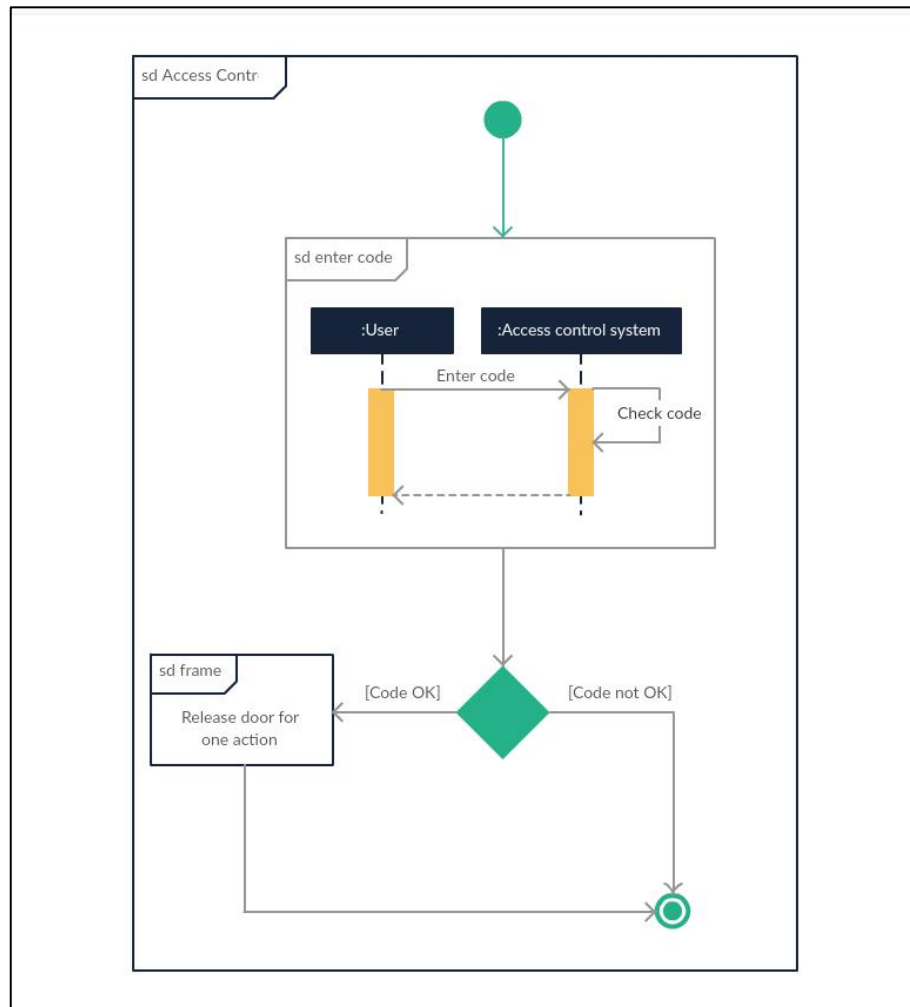 sd Access Contr
sd enter code
:User
:Access control system
Enter code
Check code
sd frame
[Code OK]
[Code not OK]
Release door for
one action